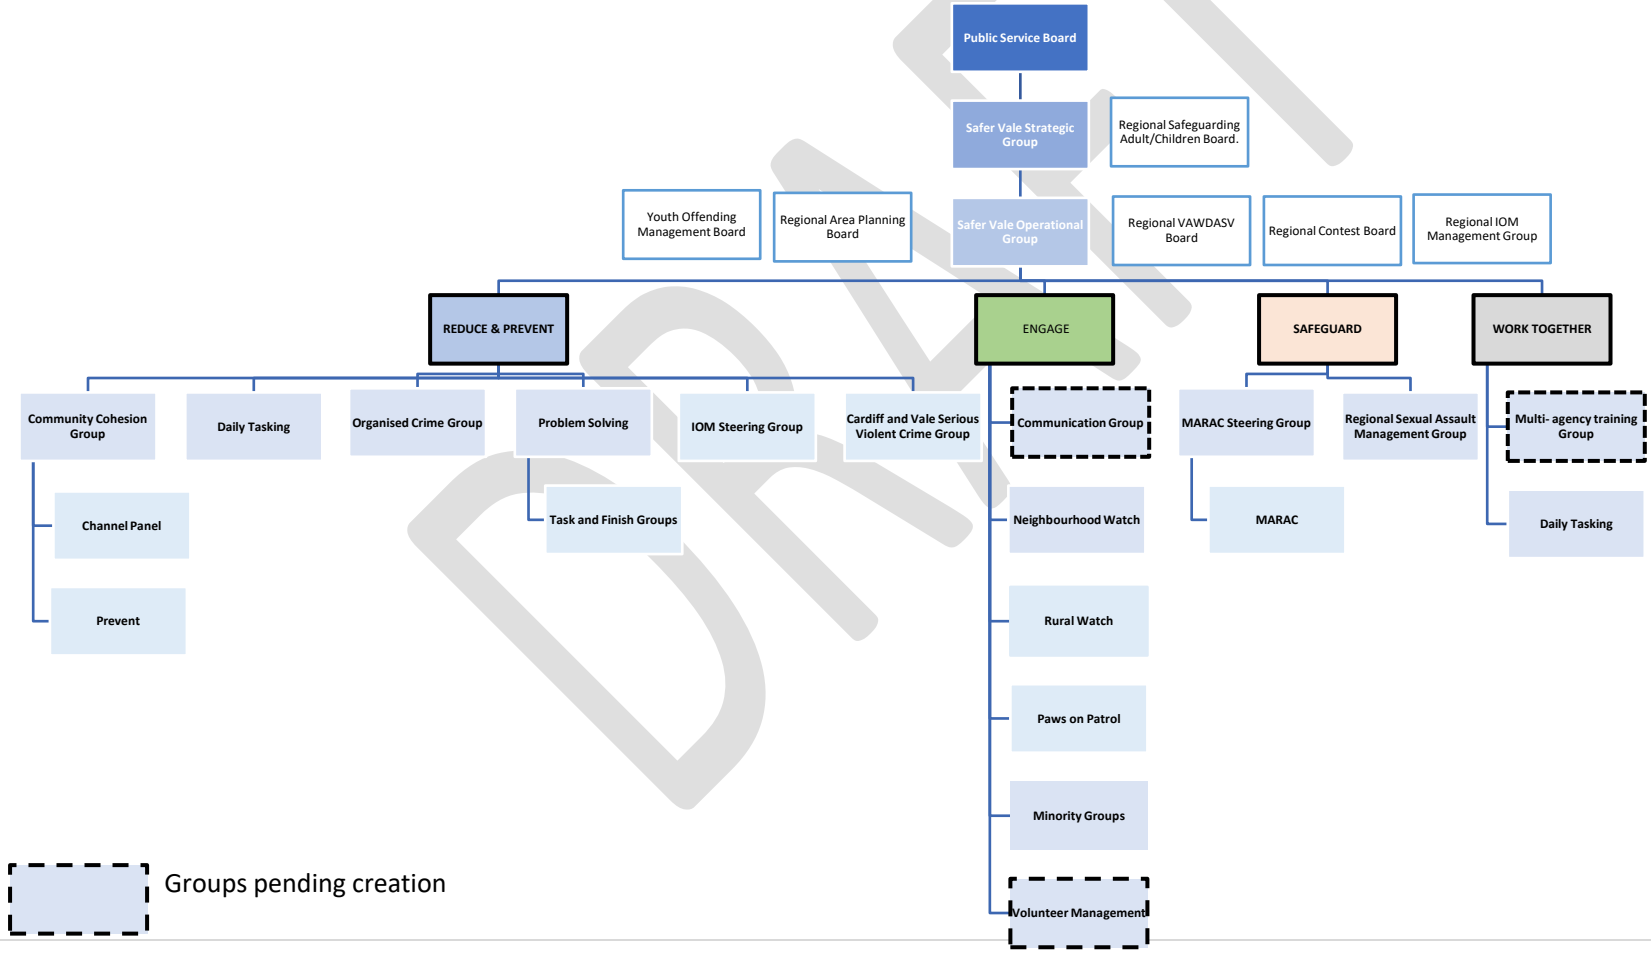 Public Service Board
Safer Vale Strategic
Group
Regional Safeguarding
Adult/Children Board.
Youth Offending
Management Board
Regional Area Planning
Board
Safer Vale Operational
Group
Regional VAWDASV
Board
Regional Contest Board
Regional IOM
Management Group
REDUCE & PREVENT
ENGAGE
SAFEGUARD
WORK TOGETHER
Community Cohesion
Group
Daily Tasking
Organised Crime Group
Problem Solving
IOM Steering Group
Cardiff and Vale Serious
Violent Crime Group
Communication Group
MARAC Steering Group
Regional Sexual Assault
Management Group
Multi- agency training
Group
Channel Panel
Task and Finish Groups
Neighbourhood Watch
MARAC
Daily Tasking
Prevent
Rural Watch
Paws on Patrol
Minority Groups
Volunteer Management
Groups pending creation
DRAFT